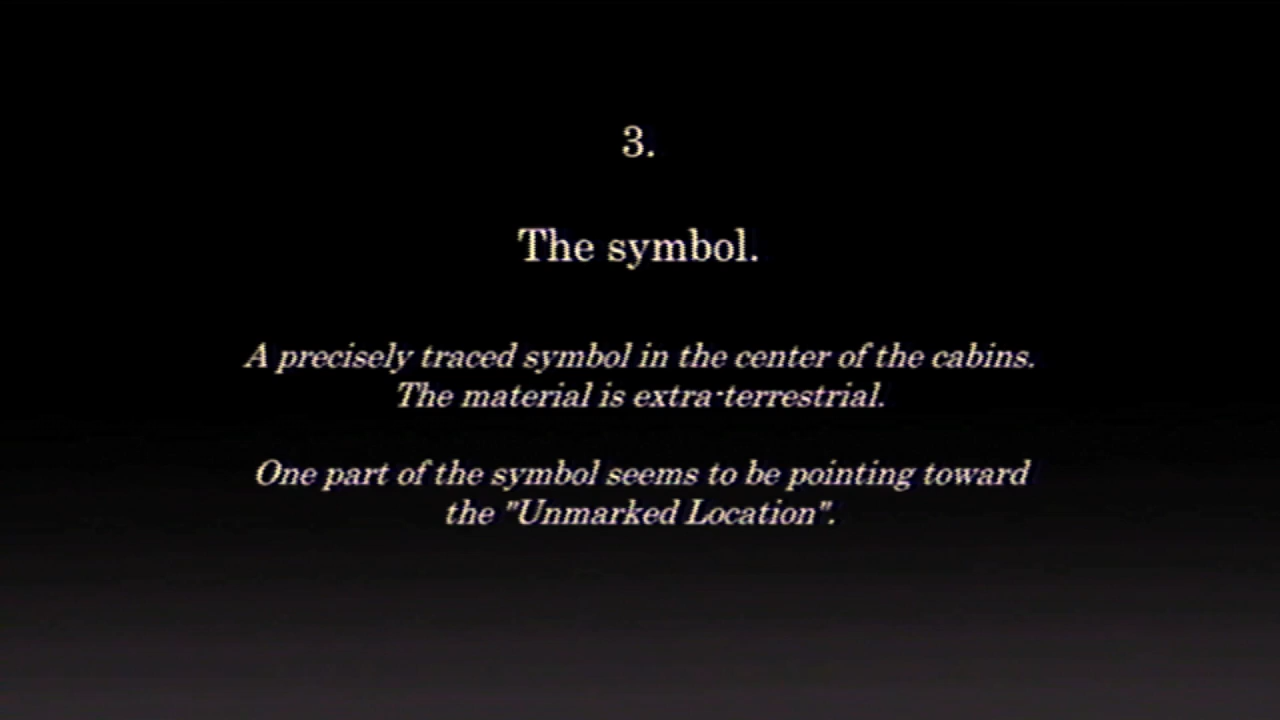 3.
The symbol.
A precisely traced symbol in the center of the cabins.
The material is extra-terrestrial.
One part of the symbol seems to be pointing toward
the "Unmarked Location".